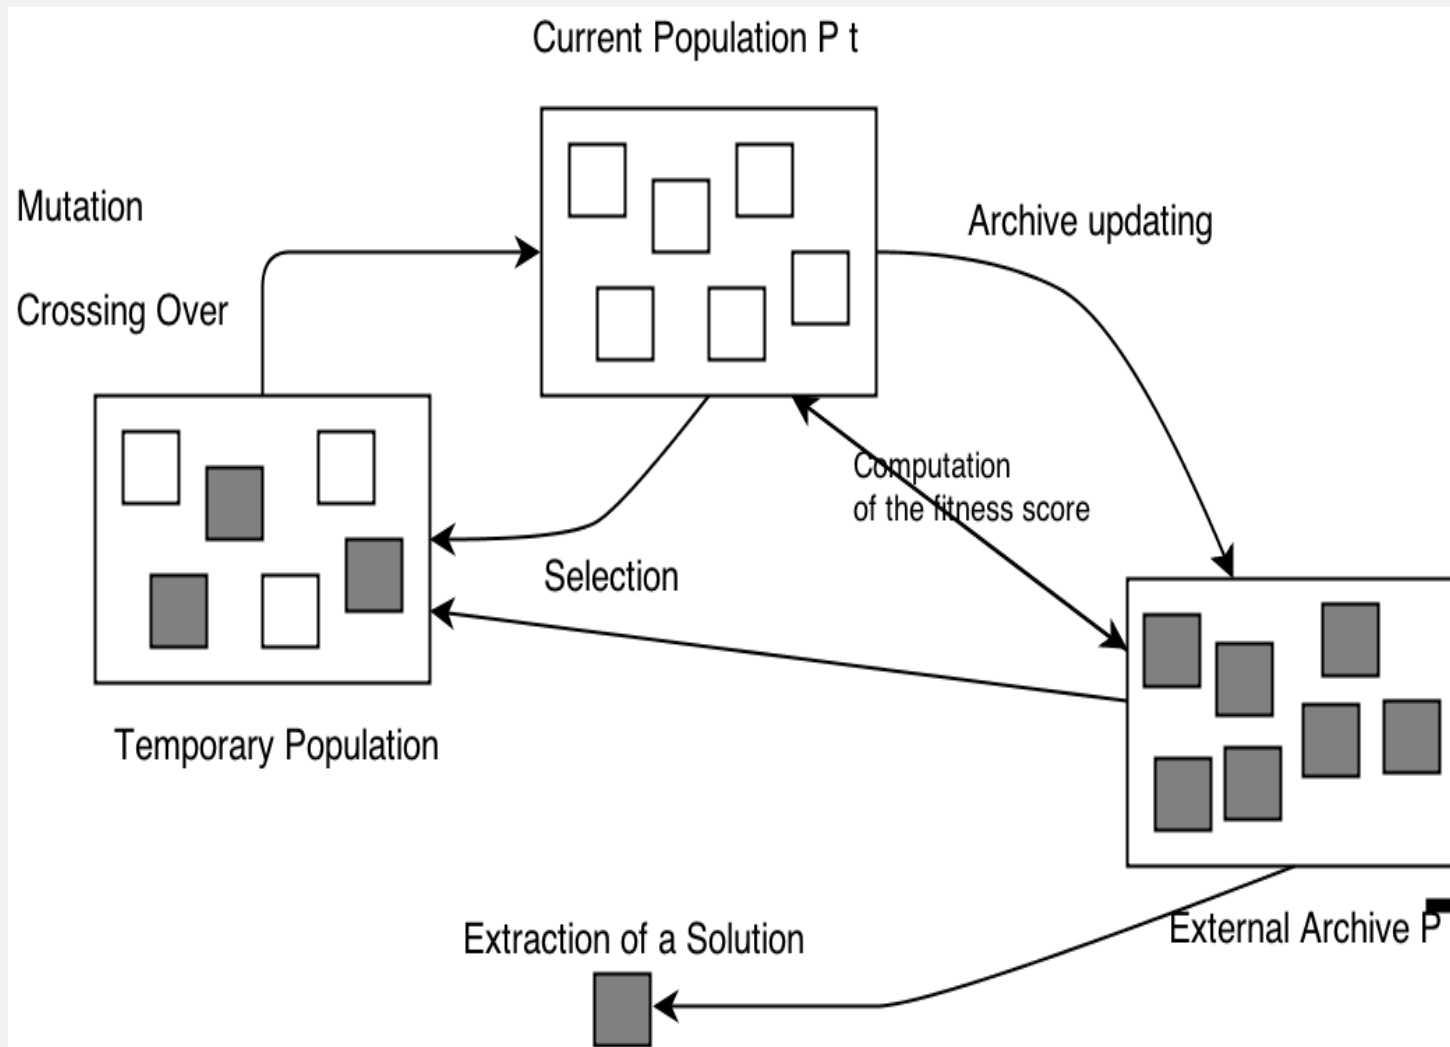 Current Population P t
Mutation
Archive updating
Crossing Over
Computation
of the fitness score
Selection
Temporary Population
External Archive P
Extraction of a Solution